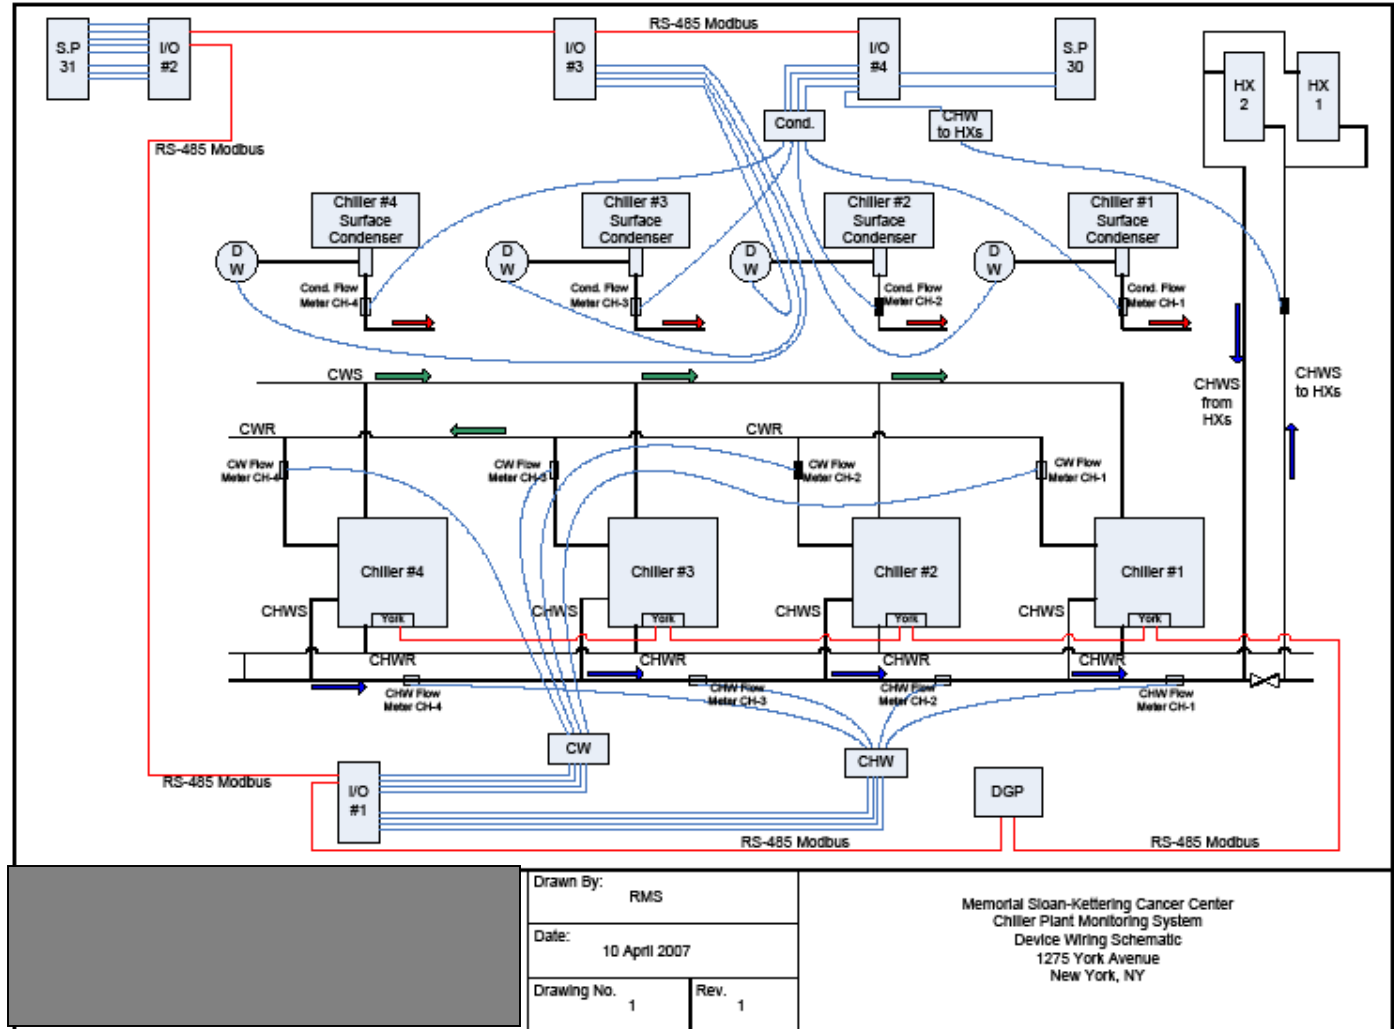 RS-485 Modbus
S.P
31
I/O
#2
I/O
#3
I/O
#4
S.P
30
HX
2
HX
1
Cond.
CHW
to HXs
RS-485 Modbus
Chiller #4
Surface
Condenser
Chiller #3
Surface
Condenser
Chiller #2
Surface
Condenser
Chiller #1
Surface
Condenser
D
W
D
W
D
W
D
W
Cond. Flow
Meter CH-4
Cond. Flow
Meter CH-3
Cond. Flow
Meter CH-2
Cond. Flow
Meter CH-1
CWS
CHWS
from
HXs
CHWS
to HXs
CWR
CWR
CW Flow
Meter CH-4
CW Flow
Meter CH-3
CW Flow
Meter CH-2
CW Flow
Meter CH-1
Chiller #4
Chiller #3
Chiller #2
Chiller #1
CHWS
CHWS
CHWS
CHWS
York
York
York
York
CHWR
CHWR
CHWR
CHWR
CHW Flow
Meter CH-4
CHW Flow
Meter CH-3
CHW Flow
Meter CH-2
CHW Flow
Meter CH-1
CW
CHW
RS-485 Modbus
I/O
#1
DGP
RS-485 Modbus
RS-485 Modbus
Drawn By:
RMS
Date:
10 April 2007
Drawing No.
1
Rev.
1
Memorial Sloan-Kettering Cancer Center
Chiller Plant Monitoring System
Device Wiring Schematic
1275 York Avenue
New York, NY